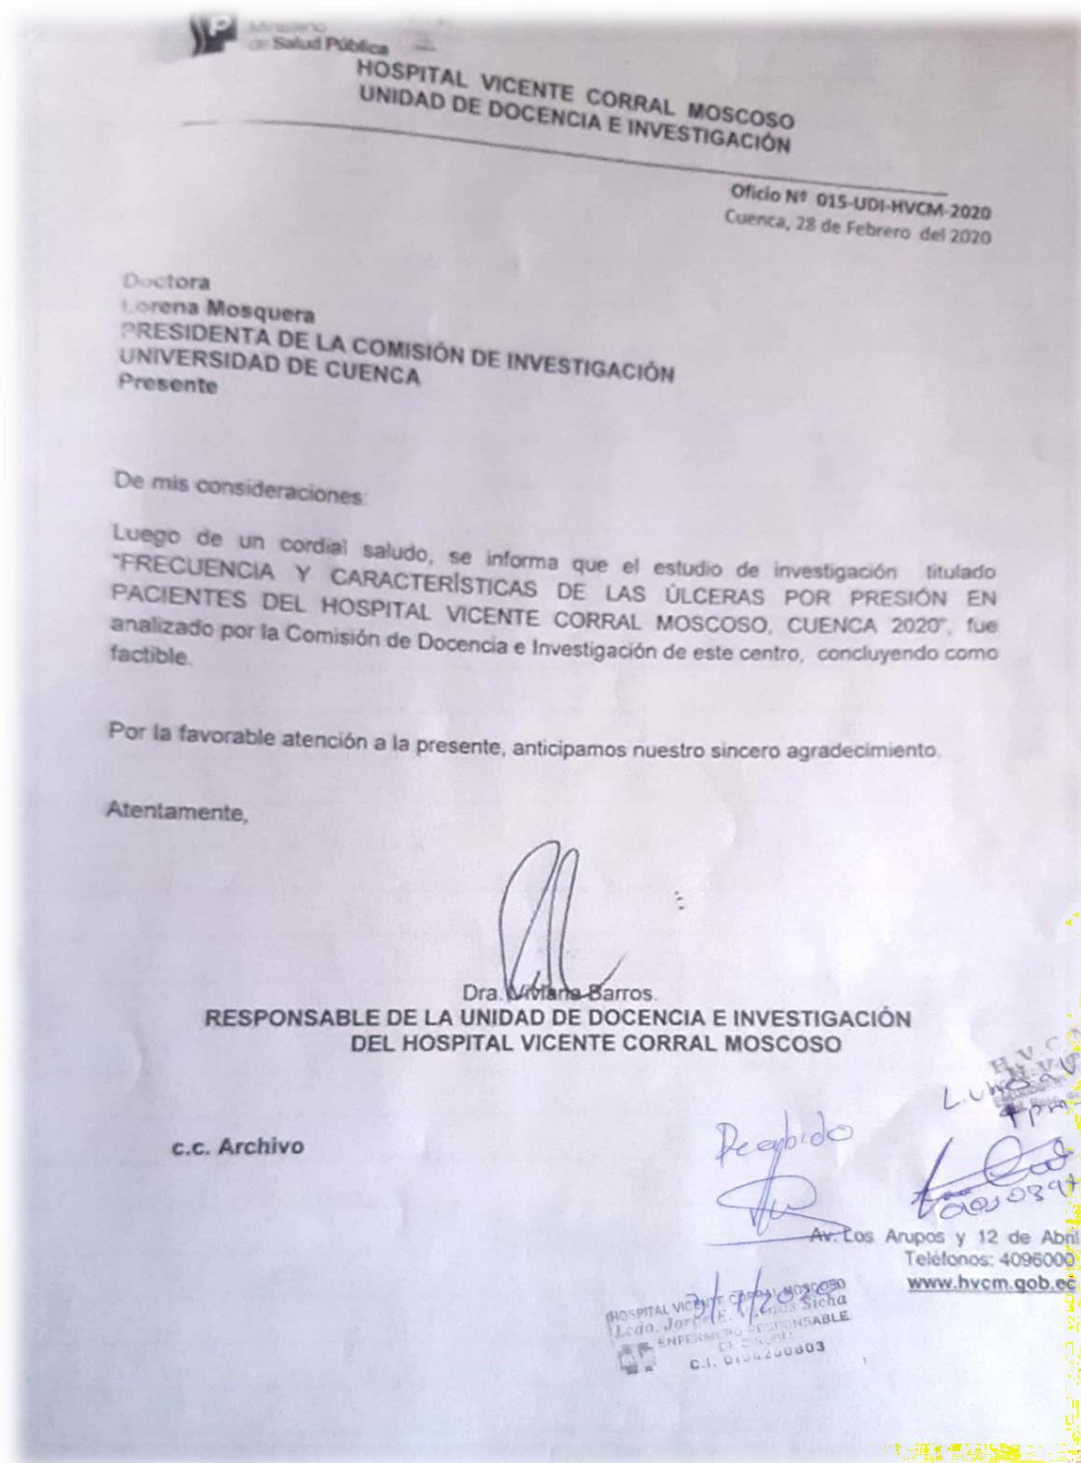 Ministerio
de Salud Pública
HOSPITAL VICENTE CORRAL MOSCOSO
UNIDAD DE DOCENCIA E INVESTIGACIÓN
Oficio Nº 015-UDI-HVCM-2020
Cuenca, 28 de Febrero del 2020
Doctora
Lorena Mosquera
PRESIDENTA DE LA COMISIÓN DE INVESTIGACIÓN
UNIVERSIDAD DE CUENCA
Presente
De mis consideraciones:
Luego de un cordial saludo, se informa que el estudio de investigación titulado
"FRECUENCIA Y CARACTERÍSTICAS DE LAS ÚLCERAS POR PRESIÓN EN
PACIENTES DEL HOSPITAL VICENTE CORRAL MOSCOSO, CUENCA 2020", fue
analizado por la Comisión de Docencia e Investigación de este centro, concluyendo como
factible.
Por la favorable atención a la presente, anticipamos nuestro sincero agradecimiento.
Atentamente,
Dra. Viviana Barros.
RESPONSABLE DE LA UNIDAD DE DOCENCIA E INVESTIGACIÓN
DEL HOSPITAL VICENTE CORRAL MOSCOSO
H.V.C
c.c. Archivo
Recibido
Av. Los Arupos y 12 de Abril
Teléfonos: 4096000
www.hvcm.gob.ec
HOSPITAL VICENTE CORRAL MOSCOSO
Lcdo. Jorge E. Sicha
ENFERMERO RESPONSABLE
C.I.